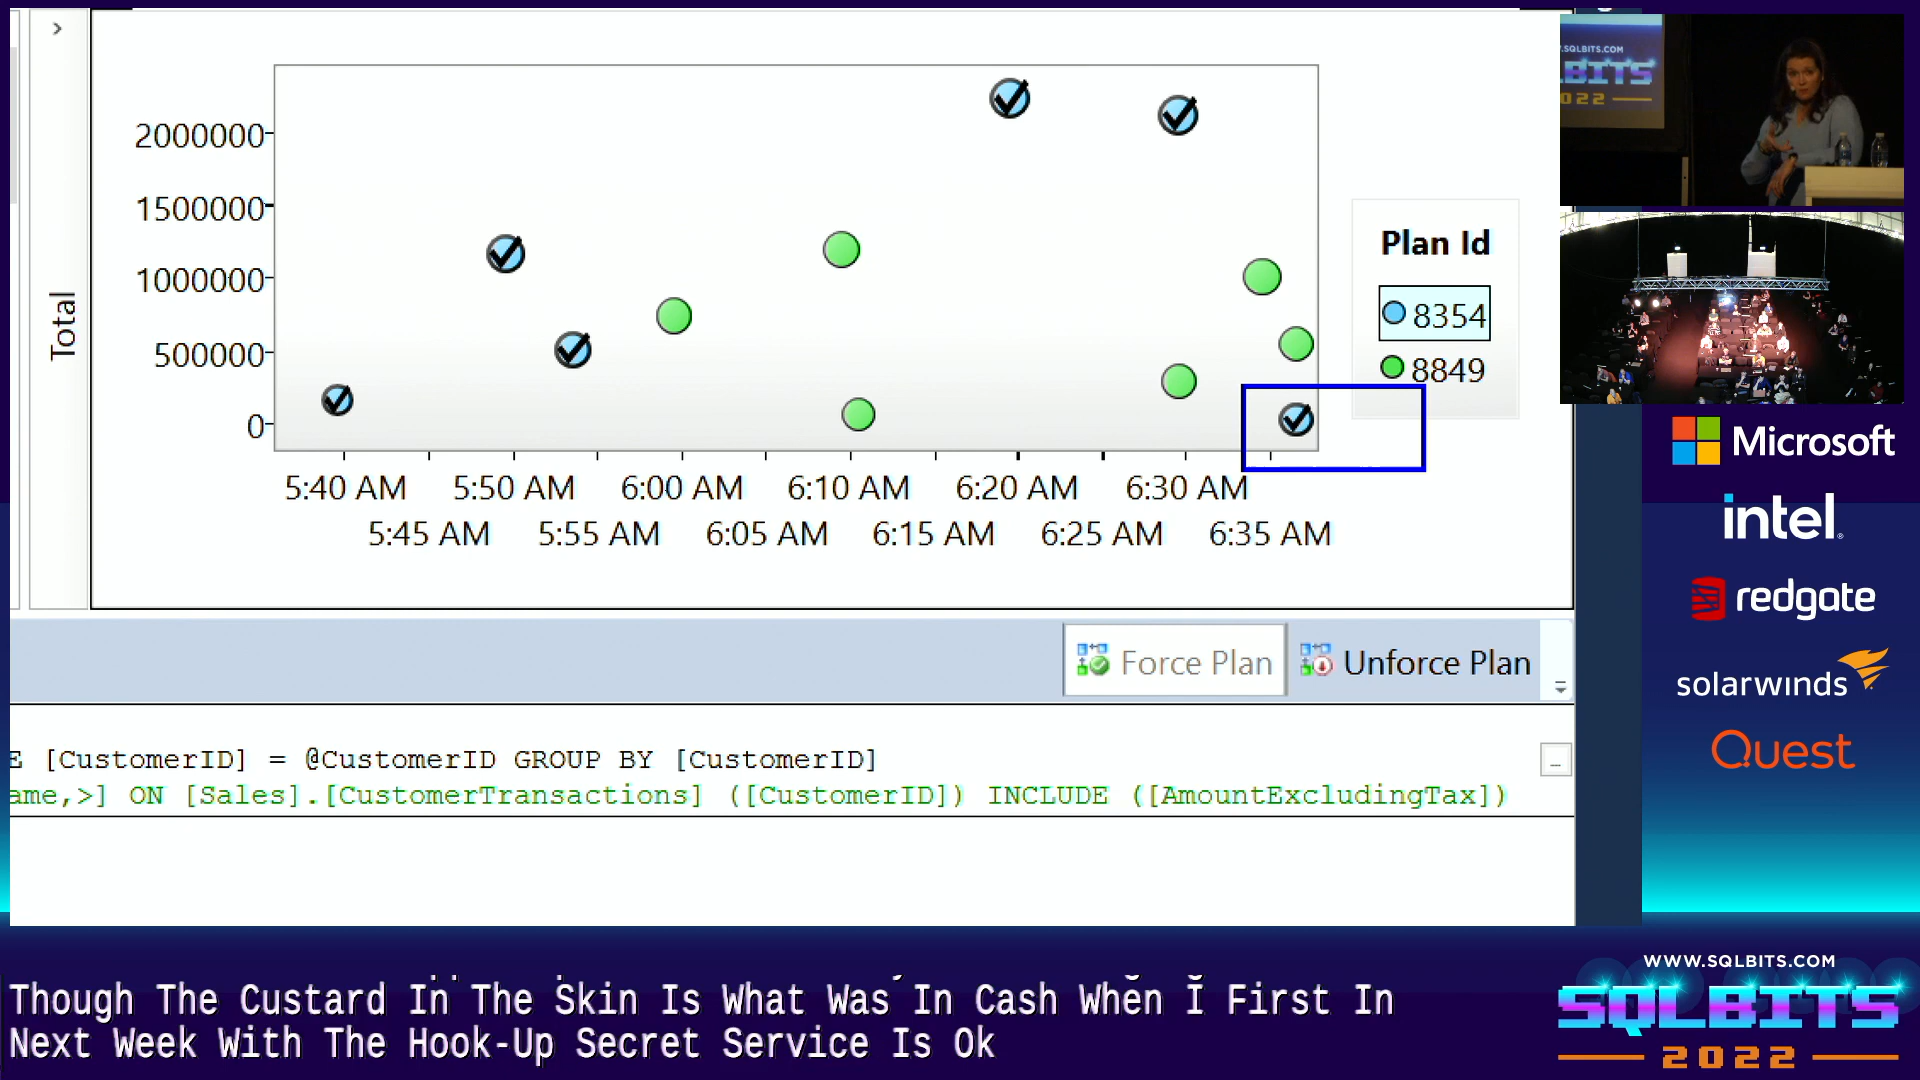 Total
2000000
1500000
1000000
500000
0
5:40 AM 5:50 AM 6:00 AM 6:10 AM 6:20 AM 6:30 AM
5:45 AM 5:55 AM 6:05 AM 6:15 AM 6:25 AM 6:35 AM
Plan Id
8354
8849
Force Plan Unforce Plan
E [CustomerID] = @CustomerID GROUP BY [CustomerID]
...
ame,>] ON [Sales].[CustomerTransactions] ([CustomerID]) INCLUDE ([AmountExcludingTax])
.SQLBITS.COM
LBITS
022
Microsoft
intel.
redgate
solarwinds
Quest
WWW.SQLBITS.COM
SQLBITS
2022
Though The Custard In The Skin Is What Was In Cash When I First In
Next Week With The Hook-Up Secret Service Is Ok